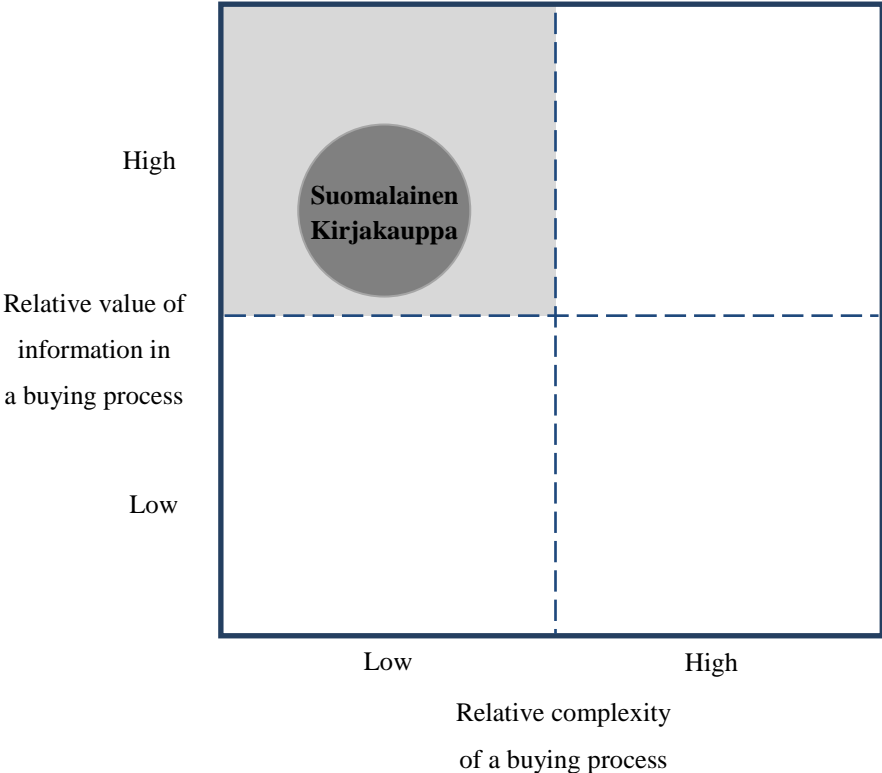 High
Suomalainen
Kirjakauppa
Relative value of
information in
a buying process
Low
Low High
Relative complexity
of a buying process